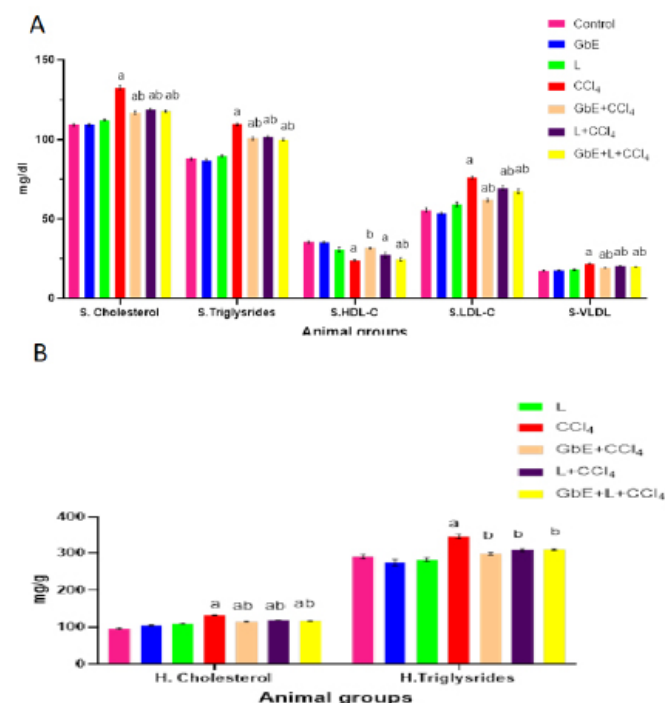 A
Control
GbE
L
CCl₄
GbE+CCl₄
L+CCl₄
GbE+L+CCl₄
150
100
50
0
mg/dl
a
ab ab ab
a
ab ab
ab
a
b
a
ab
a
ab
ab ab
a
ab
ab ab
S. Cholesterol
S.Triglysrides
S.HDL-C
S.LDL-C
S-VLDL
Animal groups
B
L
CCl₄
GbE+CCl₄
L+CCl₄
GbE+L+CCl₄
400
300
200
100
0
mg/g
a
ab
ab
ab
a
b
b
b
H. Cholesterol
H.Triglysrides
Animal groups